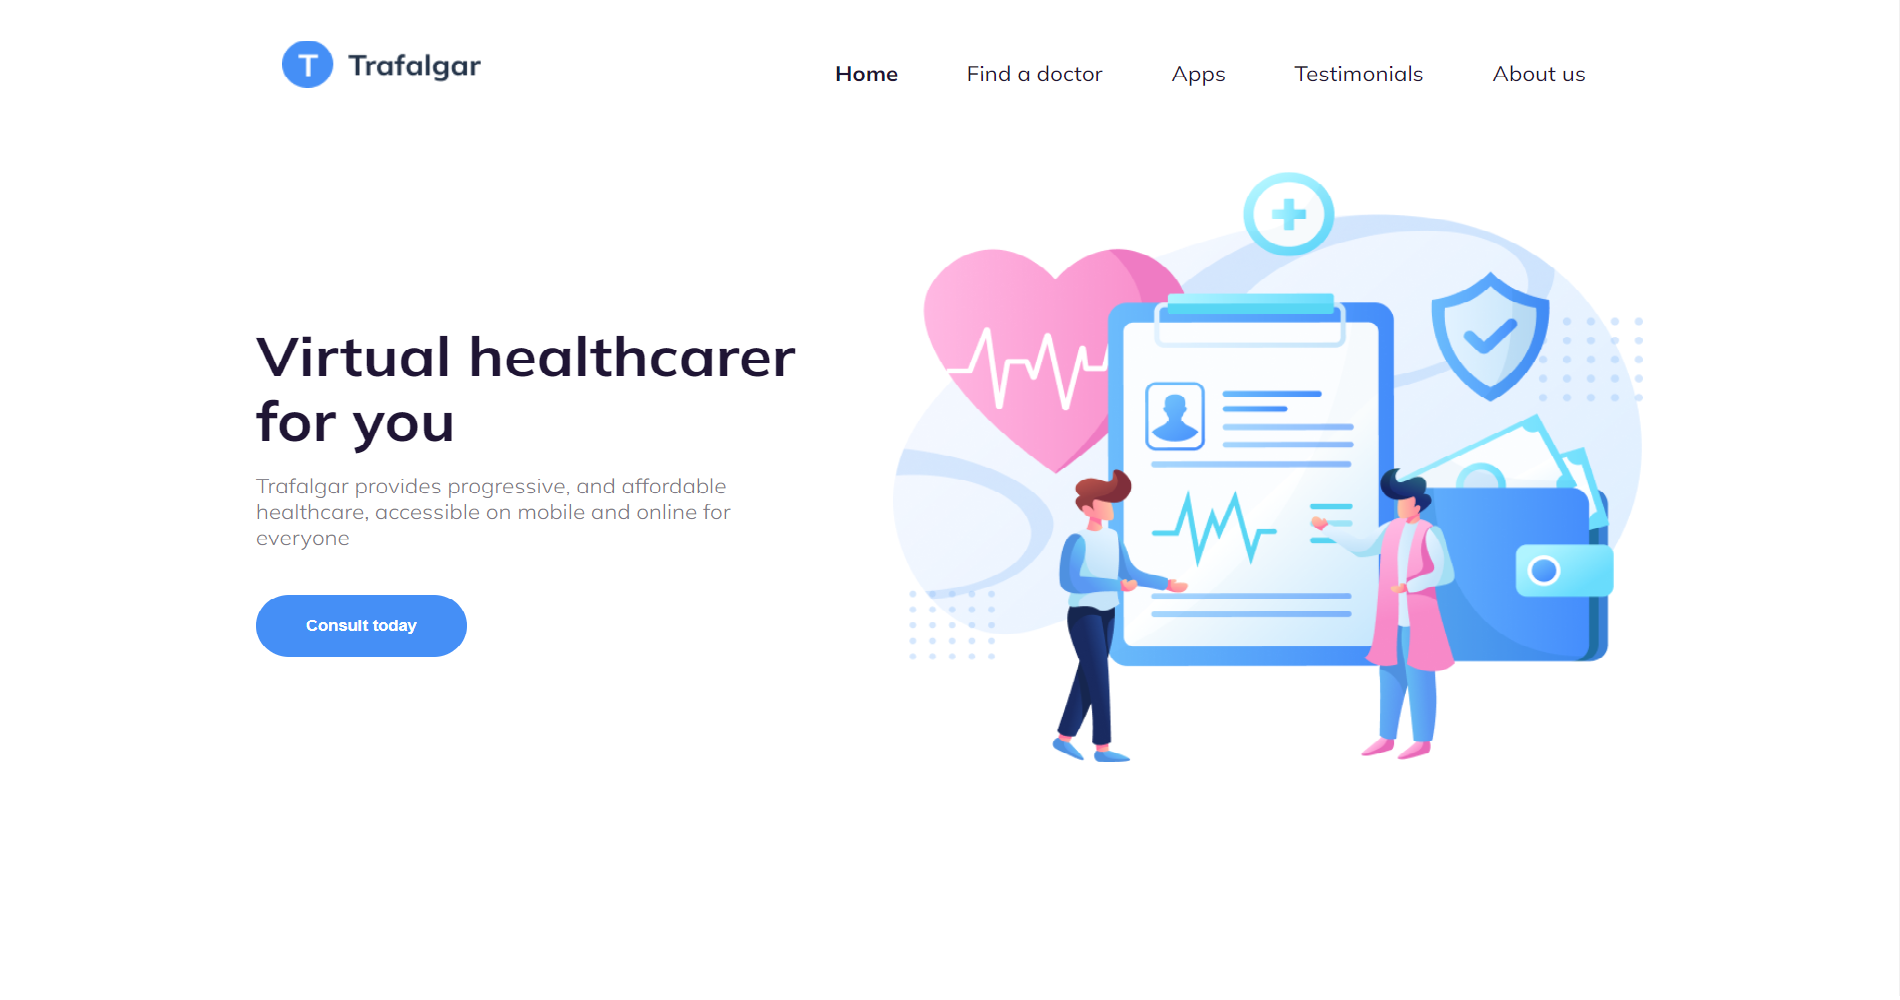 T Trafalgar
Home Find a doctor Apps Testimonials About us
Virtual healthcarer
for you
Trafalgar provides progressive, and affordable
healthcare, accessible on mobile and online for
everyone
Consult today